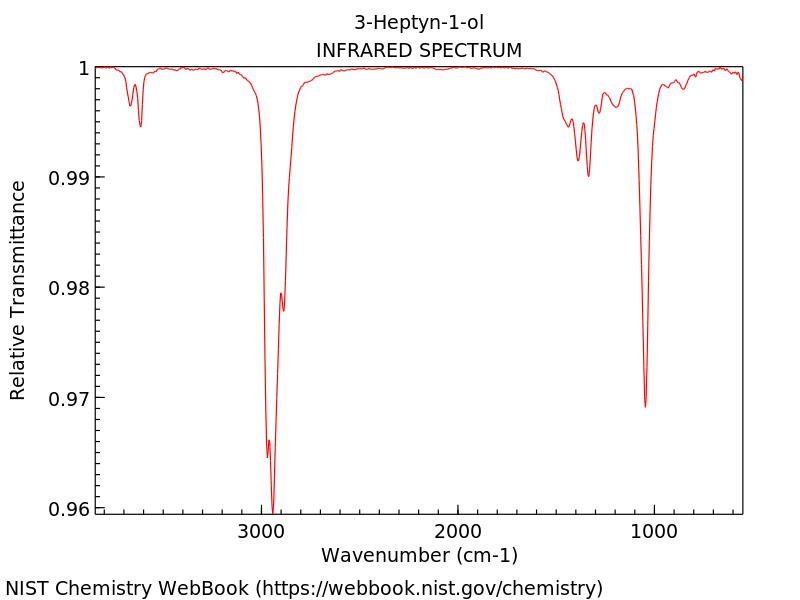 3-Heptyn-1-ol
INFRARED SPECTRUM
1
0.99
0.98
0.97
0.96
Relative Transmittance
3000 2000 1000
Wavenumber (cm-1)
NIST Chemistry WebBook (https://webbook.nist.gov/chemistry)